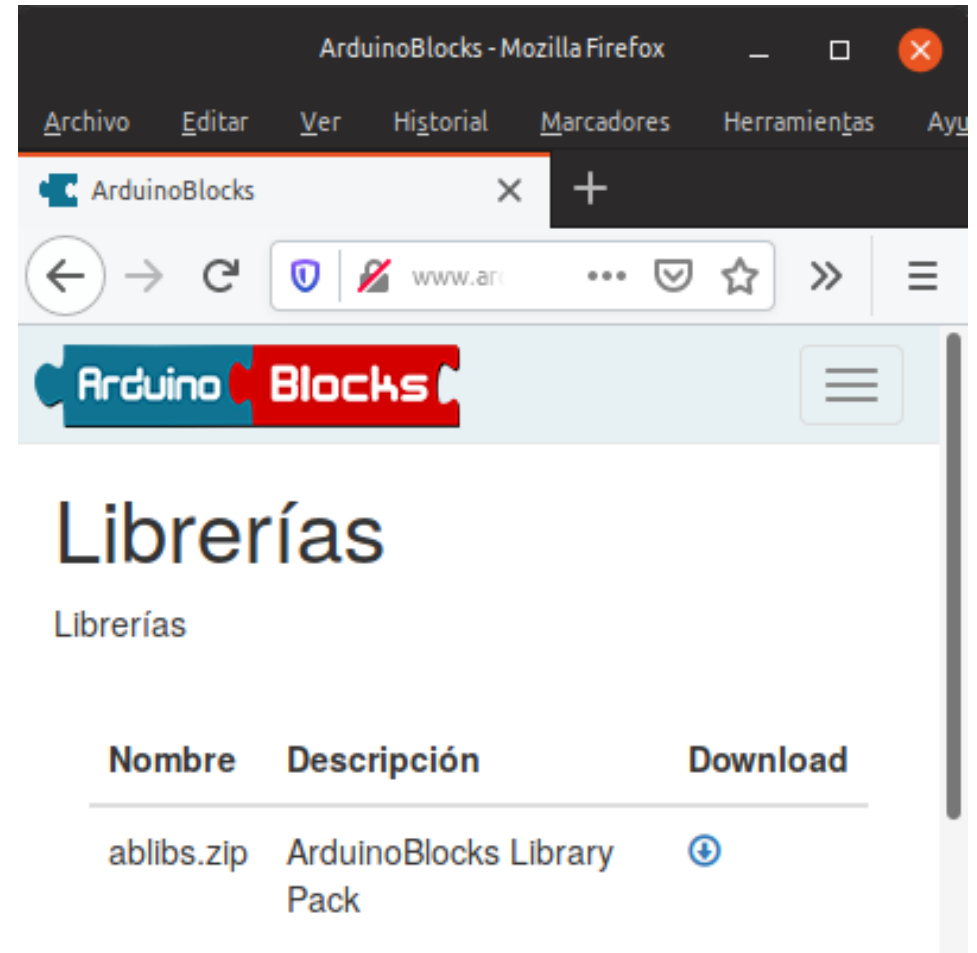 ArduinoBlocks - Mozilla Firefox
Archivo Editar Ver Historial Marcadores Herramientas Ayu
ArduinoBlocks
www.ar
Arduino Blocks
Librerías
Librerías
Nombre Descripción Download
ablibs.zip ArduinoBlocks Library
Pack